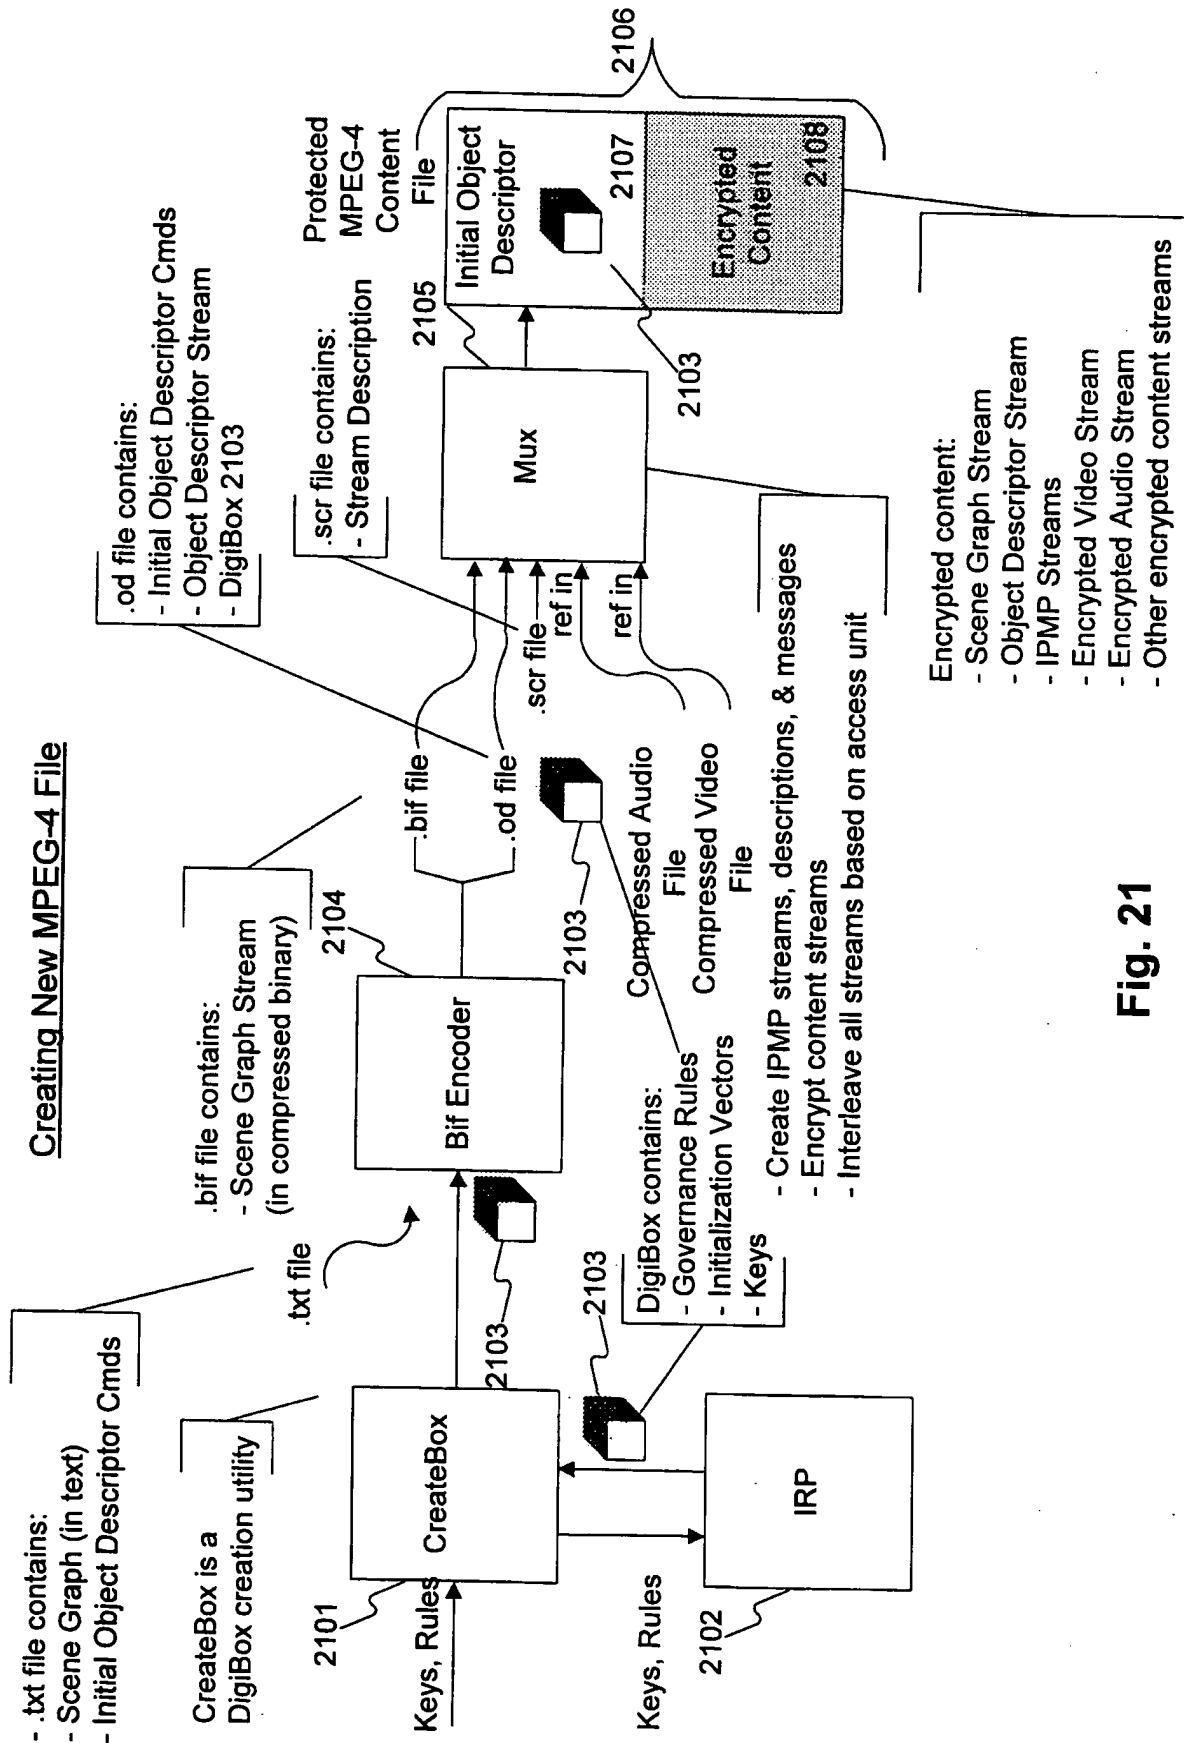 Creating New MPEG-4 File
- .txt file contains:
- Scene Graph (in text)
- Initial Object Descriptor Cmds
CreateBox is a
DigiBox creation utility
2101
Keys, Rules
CreateBox
Keys, Rules
2102
IRP
2103
.txt file
2103
DigiBox contains:
- Governance Rules
- Initialization Vectors
- Keys
.bif file contains:
- Scene Graph Stream
(in compressed binary)
2104
Bif Encoder
.bif file
.od file
2103
Compressed Audio
File
Compressed Video
File
.od file contains:
- Initial Object Descriptor Cmds
- Object Descriptor Stream
- DigiBox 2103
.scr file contains:
- Stream Description
.scr file
ref in
ref in
2105
Mux
- Create IPMP streams, descriptions, & messages
- Encrypt content streams
- Interleave all streams based on access unit
Protected
MPEG-4
Content
File
Initial Object
Descriptor
2107
2103
Encrypted
Content
2108
2106
Encrypted content:
- Scene Graph Stream
- Object Descriptor Stream
- IPMP Streams
- Encrypted Video Stream
- Encrypted Audio Stream
- Other encrypted content streams
Fig. 21